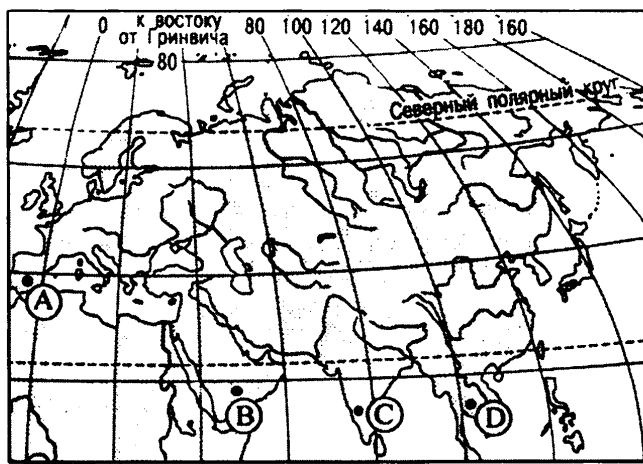 0 к востоку от Гринвича 80 100 120 140 160 180 160
80
Северный полярный круг
A
B
C
D